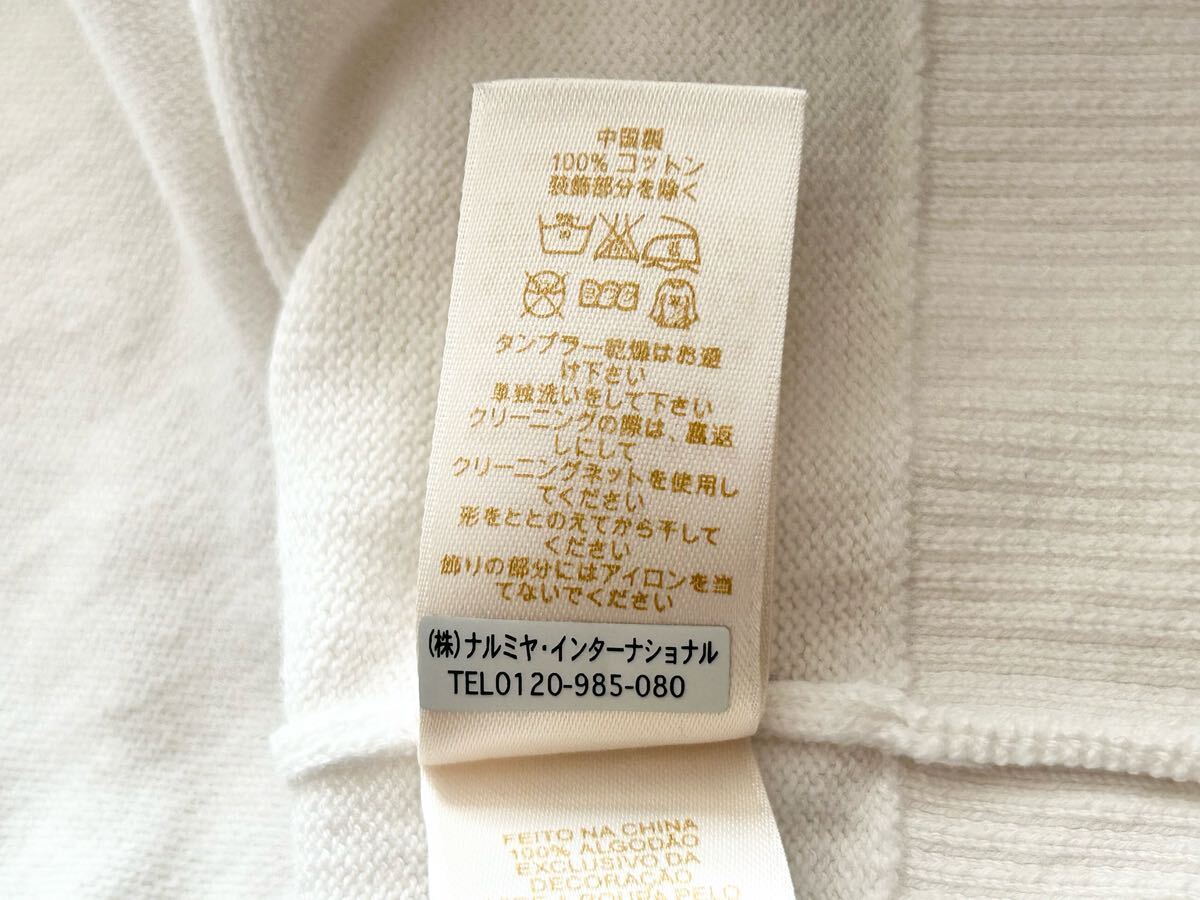 中国製
100% コットン
装飾部分を除く
タンブラー乾燥はお避
け下さい
単独洗いをして下さい
クリーニングの際は、裏返
しにして
クリーニングネットを使用し
てください
形をととのえてから干して
ください
飾りの部分にはアイロンを当
てないでください
(株)ナルミヤ・インターナショナル
TEL0120-985-080
FEITO NA CHINA
100% ALGODÃO
EXCLUSIVO DA
DECORAÇÃO